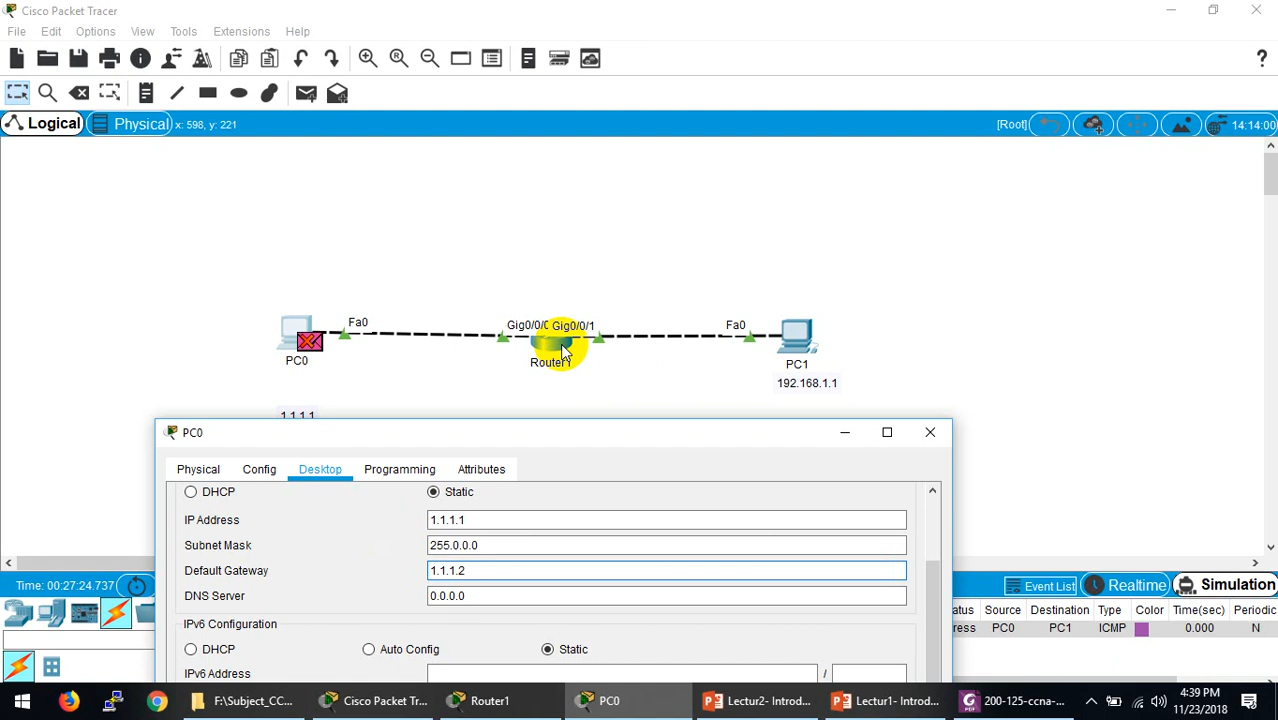 Cisco Packet Tracer
File Edit Options View Tools Extensions Help
?
Logical Physical x: 598, y: 221 [Root] 14:14:00
Fa0 Gig0/0/0 Gig0/0/1 Fa0
PC0 Router1 PC1
192.168.1.1
1.1.1.1
PC0
Physical Config Desktop Programming Attributes
DHCP Static
IP Address 1.1.1.1
Subnet Mask 255.0.0.0
Default Gateway 1.1.1.2
DNS Server 0.0.0.0
IPv6 Configuration
DHCP Auto Config Static
IPv6 Address /
Time: 00:27:24.737 Event List Realtime Simulation
tatus Source Destination Type Color Time(sec) Periodic
ress PC0 PC1 ICMP 0.000 N
F:\Subject_CC... Cisco Packet Tra... Router1 PC0 Lectur2- Introd... Lectur1- Introd... 200-125-ccna-... 4:39 PM
11/23/2018